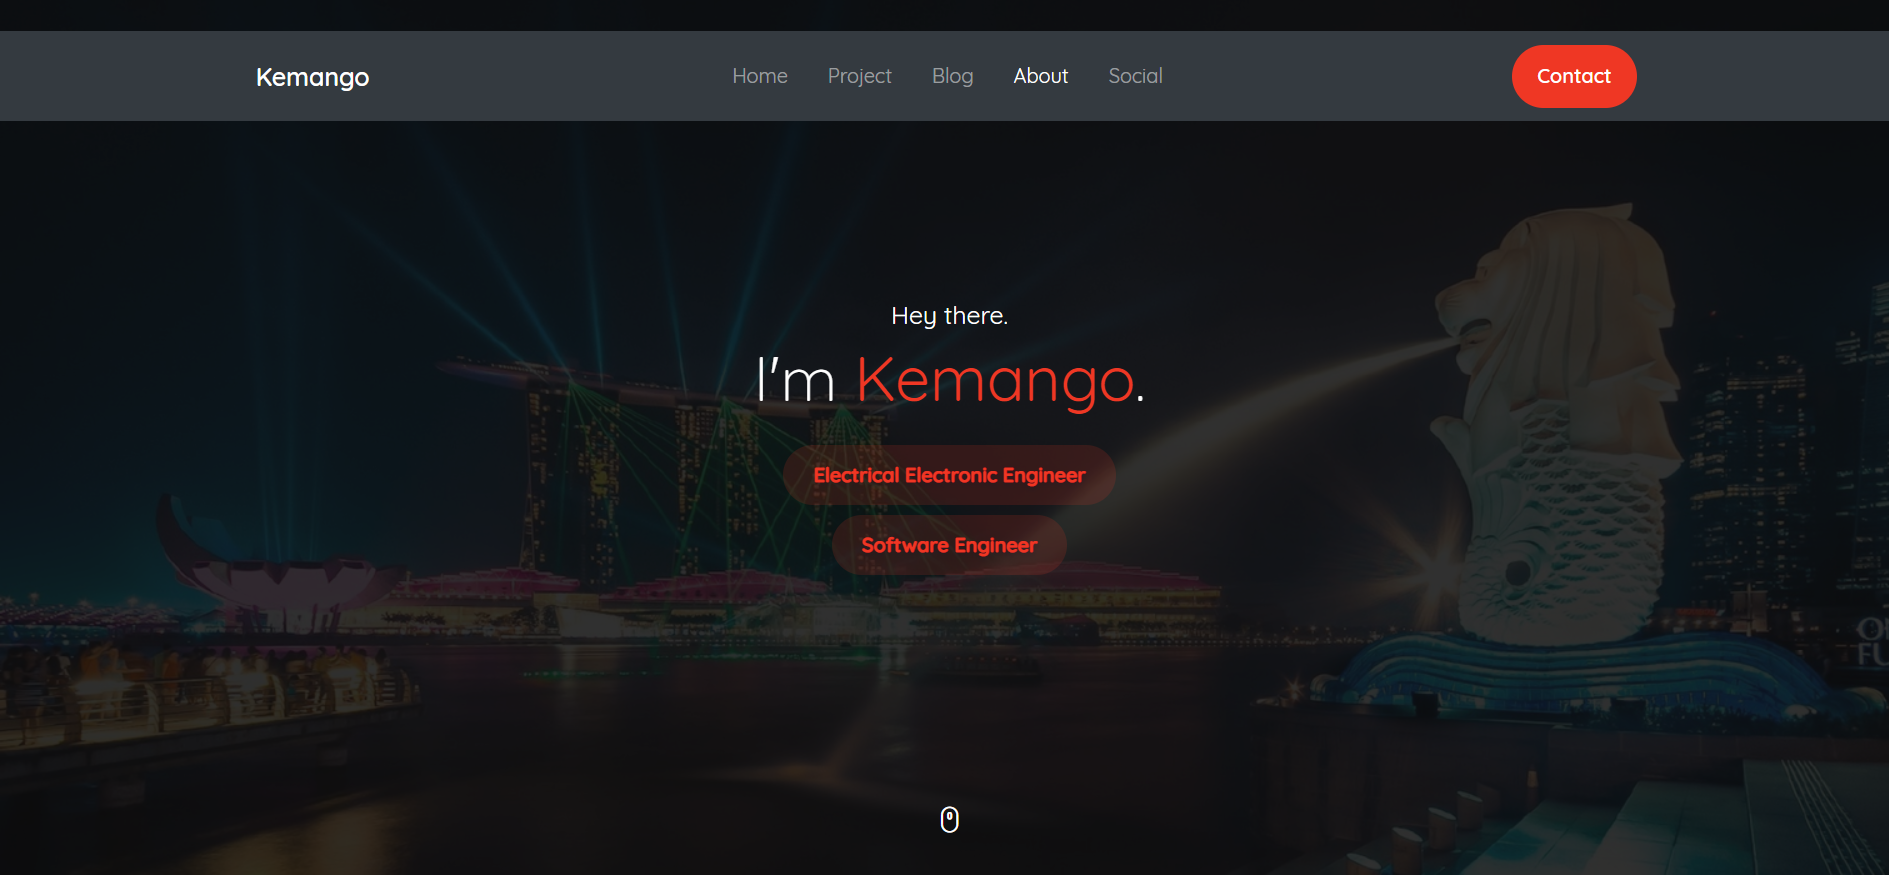 Kemango
Home Project Blog About Social
Contact
Hey there.
I'm Kemango.
Electrical Electronic Engineer
Software Engineer